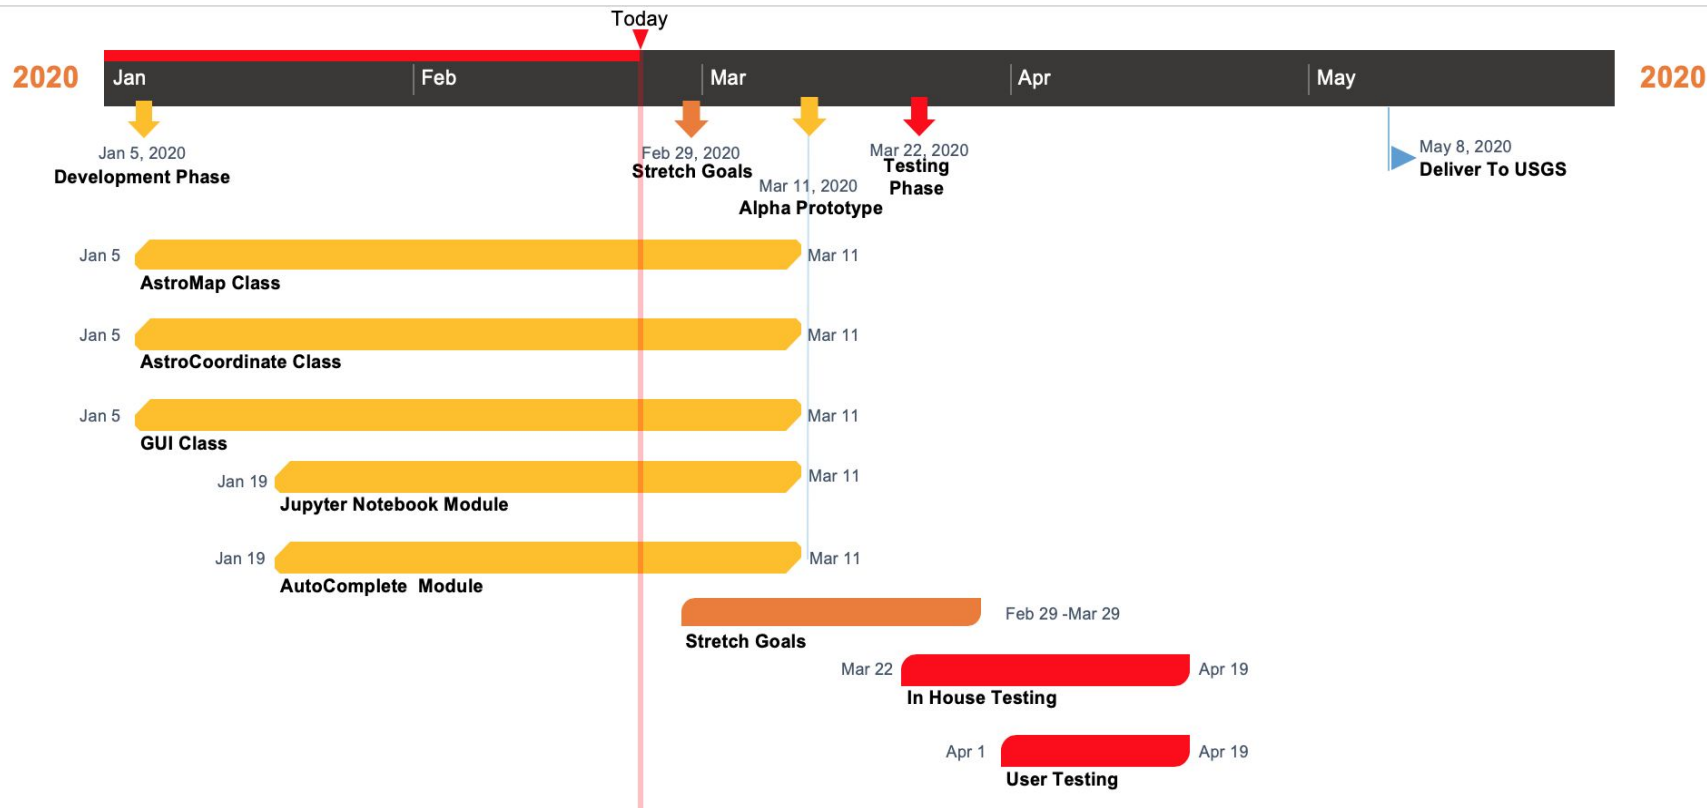 Today
2020
Jan
Feb
Mar
Apr
May
2020
Jan 5, 2020
Development Phase
Feb 29, 2020
Stretch Goals
Mar 11, 2020
Alpha Prototype
Mar 22, 2020
Testing
Phase
May 8, 2020
Deliver To USGS
Jan 5
Mar 11
AstroMap Class
Jan 5
Mar 11
AstroCoordinate Class
Jan 5
Mar 11
GUI Class
Jan 19
Mar 11
Jupyter Notebook Module
Jan 19
Mar 11
AutoComplete  Module
Feb 29 -Mar 29
Stretch Goals
Mar 22
Apr 19
In House Testing
Apr 1
Apr 19
User Testing